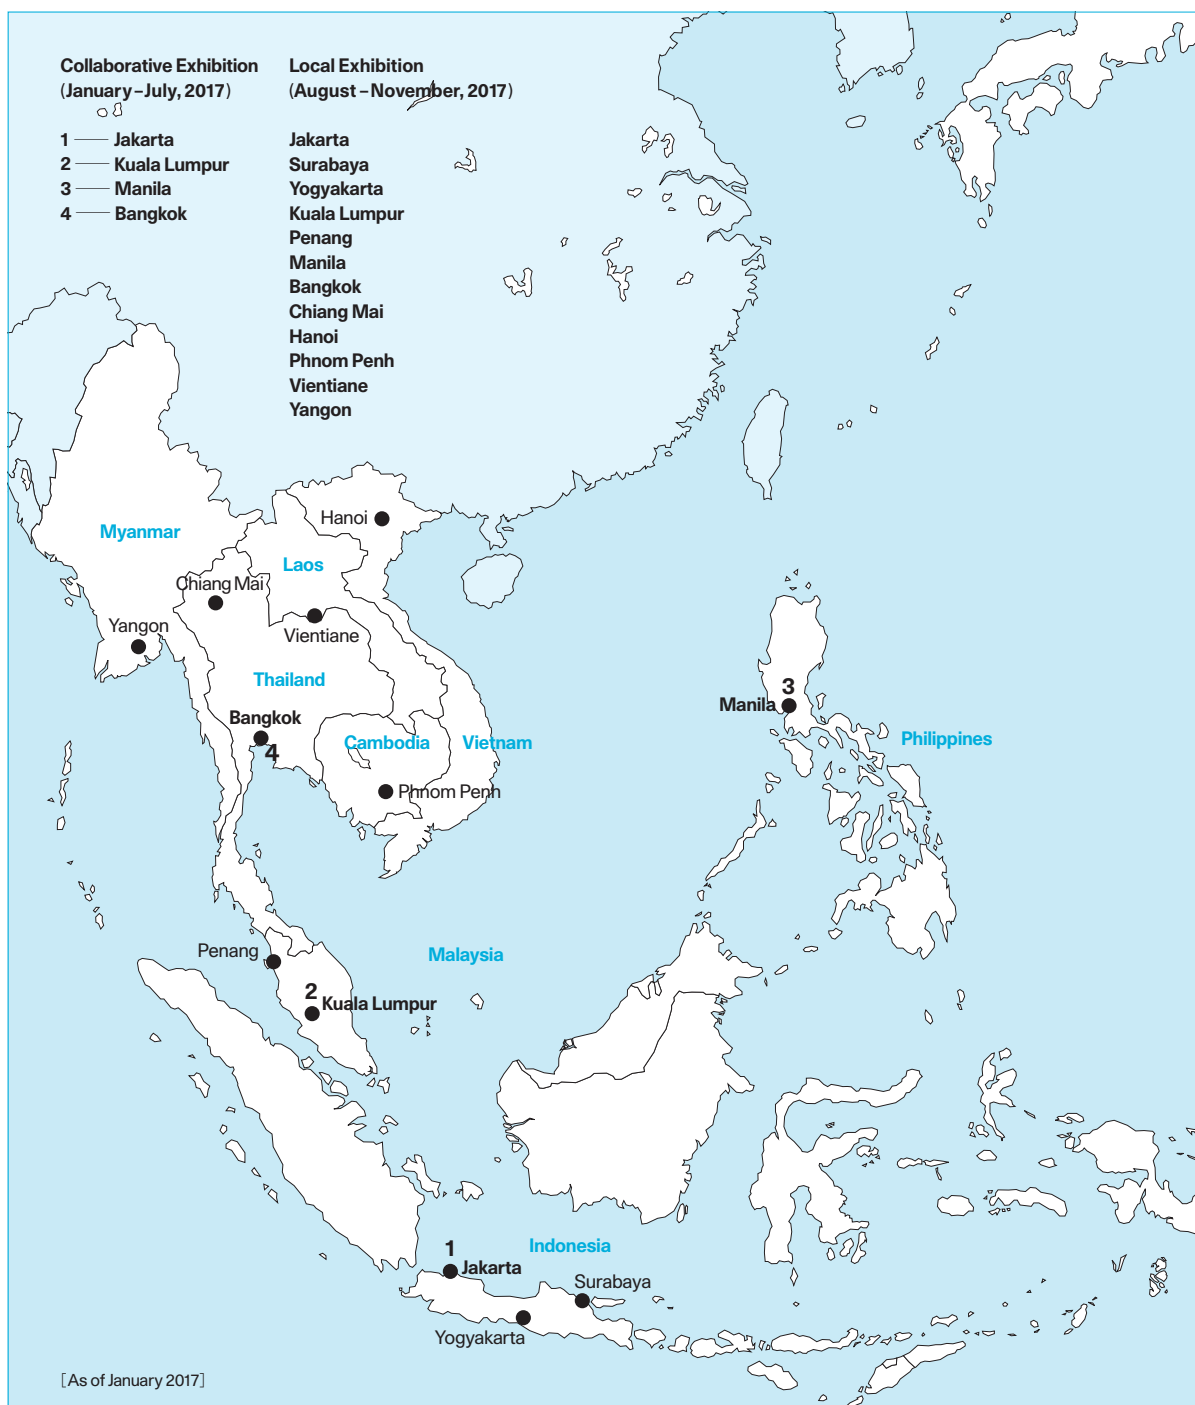 Collaborative Exhibition
(January–July, 2017)
1 Jakarta
2 Kuala Lumpur
3 Manila
4 Bangkok
Local Exhibition
(August–November, 2017)
Jakarta
Surabaya
Yogyakarta
Kuala Lumpur
Penang
Manila
Bangkok
Chiang Mai
Hanoi
Phnom Penh
Vientiane
Yangon
Hanoi
Myanmar
Laos
Chiang Mai
Yangon
Vientiane
Thailand
3
Manila
Bangkok
4
Cambodia
Vietnam
Philippines
Phnom Penh
Penang
Malaysia
2
Kuala Lumpur
1
Jakarta
Indonesia
Surabaya
Yogyakarta
[As of January 2017]